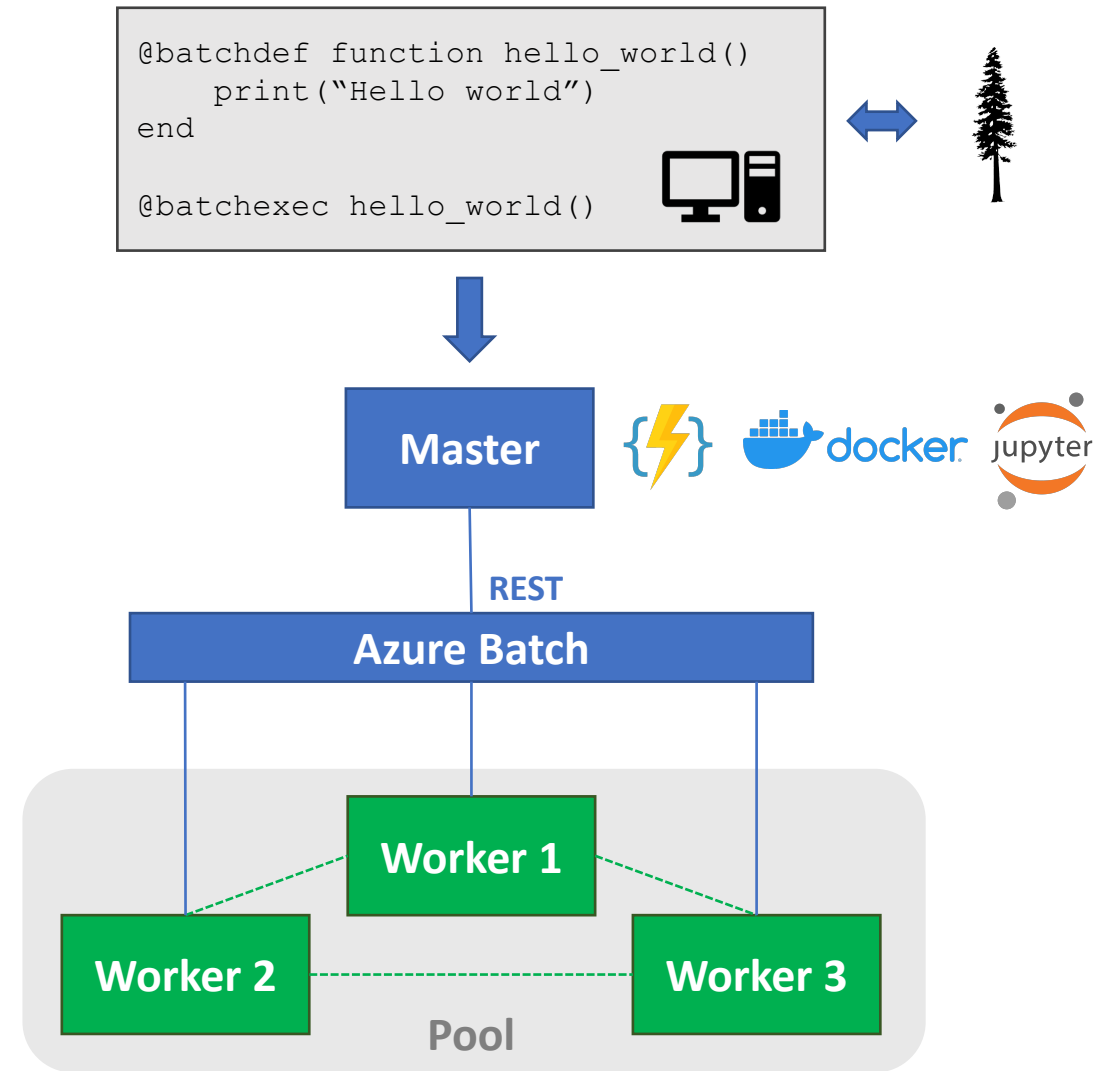 @batchdef function hello_world()
    print(“Hello world”)
end
@batchexec hello_world()
Master
docker
jupyter
REST
Azure Batch
Worker 1
Worker 2
Worker 3
Pool